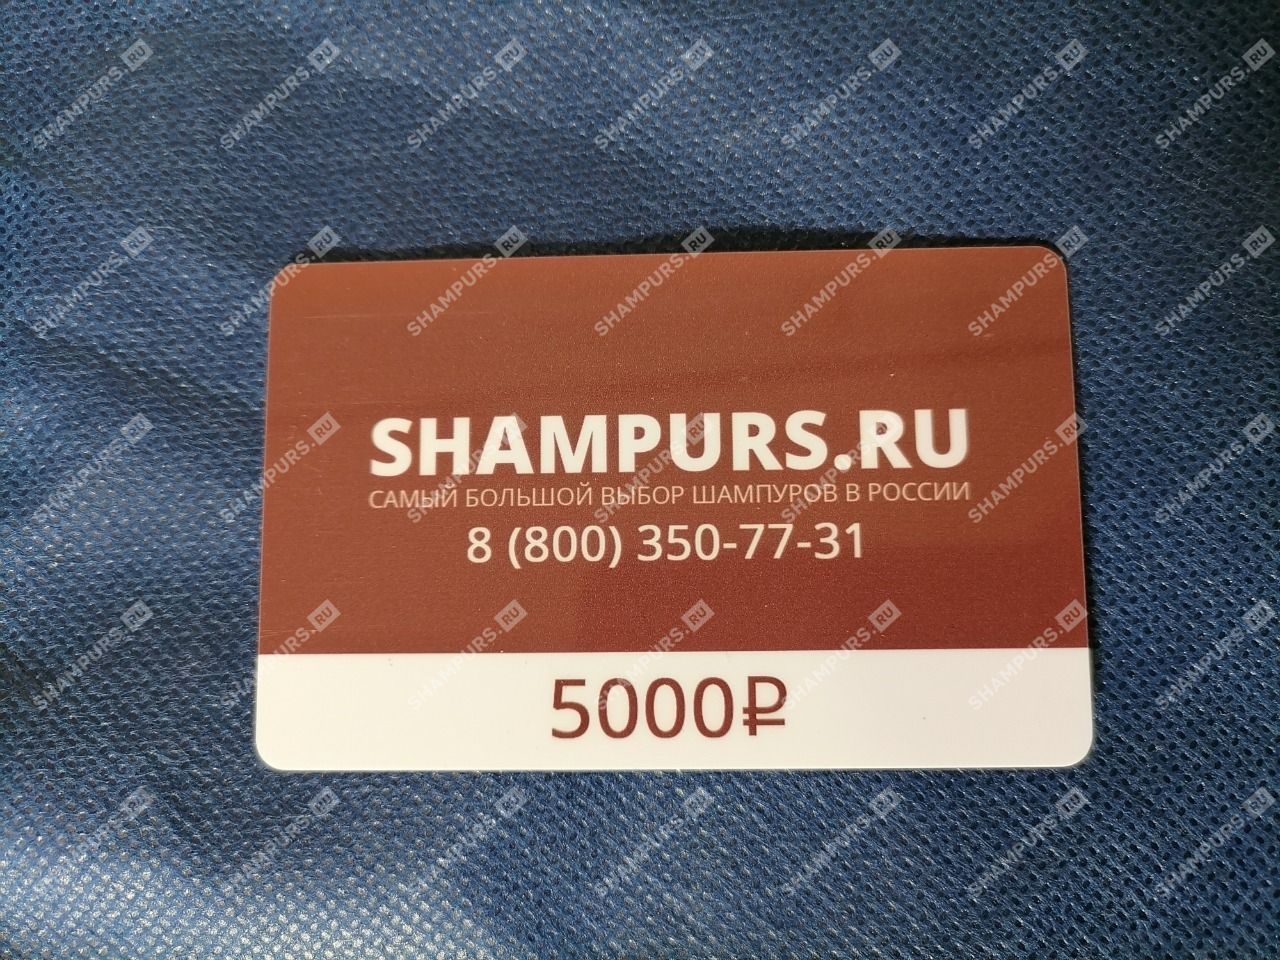 SHAMPURS.RU
САМЫЙ БОЛЬШОЙ ВЫБОР ШАМПУРОВ В РОССИИ
8 (800) 350-77-31
5000₽